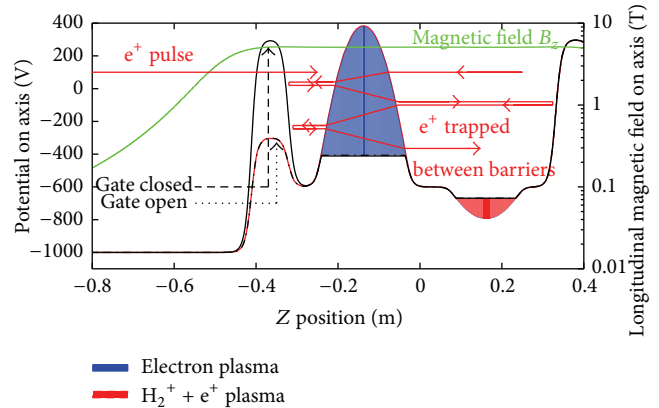 400
200
0
−200
−400
−600
−800
−1000
Potential on axis (V)
e⁺ pulse
Magnetic field B_z
e⁺ trapped
between barriers
Gate closed
Gate open
10
1
0.1
0.01
Longitudinal magnetic field on axis (T)
−0.8 −0.6 −0.4 −0.2 0 0.2 0.4
Z position (m)
Electron plasma
H₂⁺ + e⁺ plasma